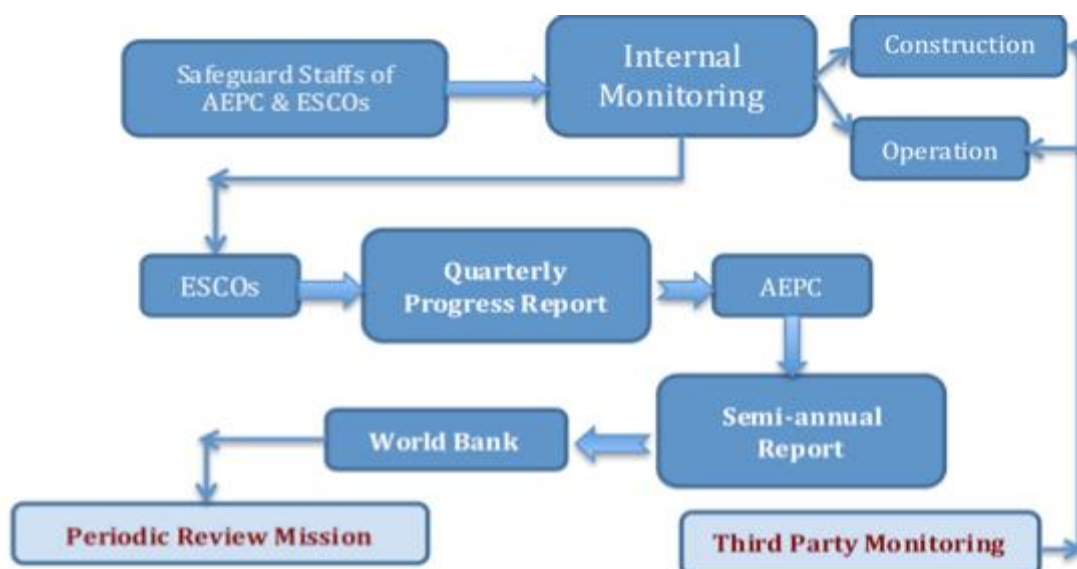 Safeguard Staffs of
AEPC & ESCOs
Internal
Monitoring
Construction
Operation
ESCOs
Quarterly
Progress Report
AEPC
Semi-annual
Report
World Bank
Periodic Review Mission
Third Party Monitoring